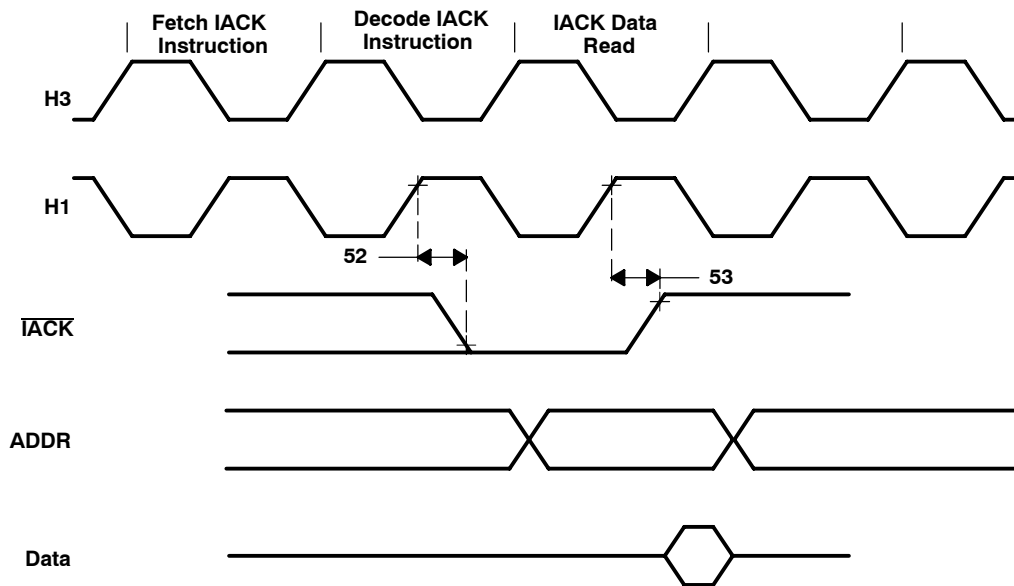 Fetch IACK
Instruction
Decode IACK
Instruction
IACK Data
Read
H3
H1
52
53
IACK
ADDR
Data